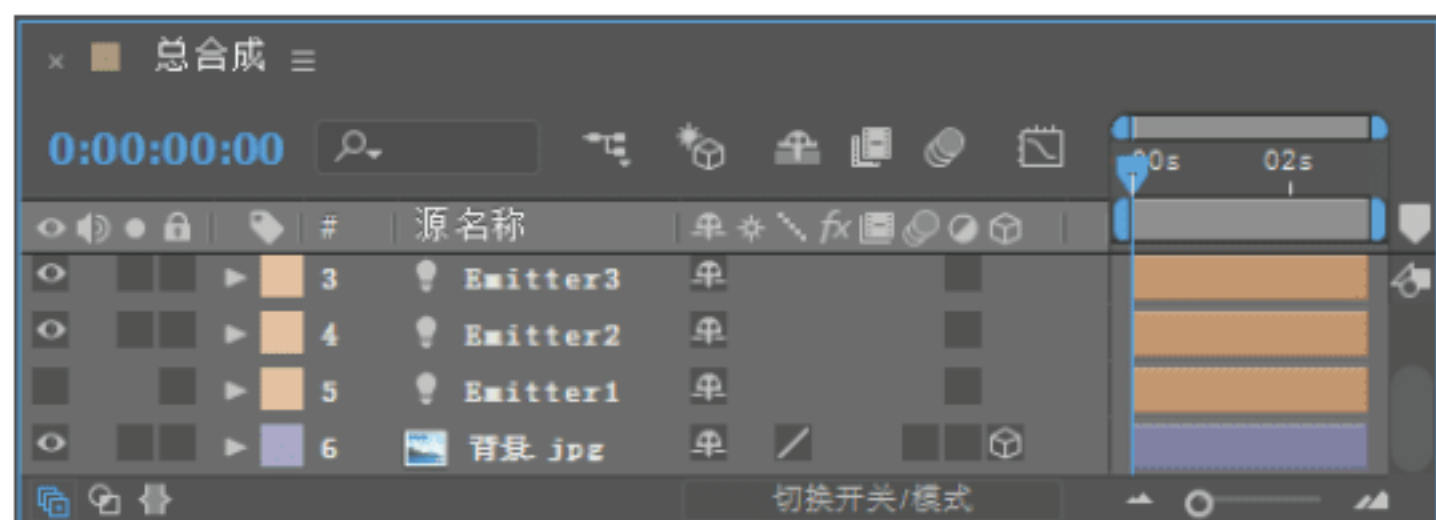 × 总合成 ≡
0:00:00:00 :00s 02s
# 源名称 fx
3 Emitter3
4 Emitter2
5 Emitter1
6 背景.jpg
切换开关/模式